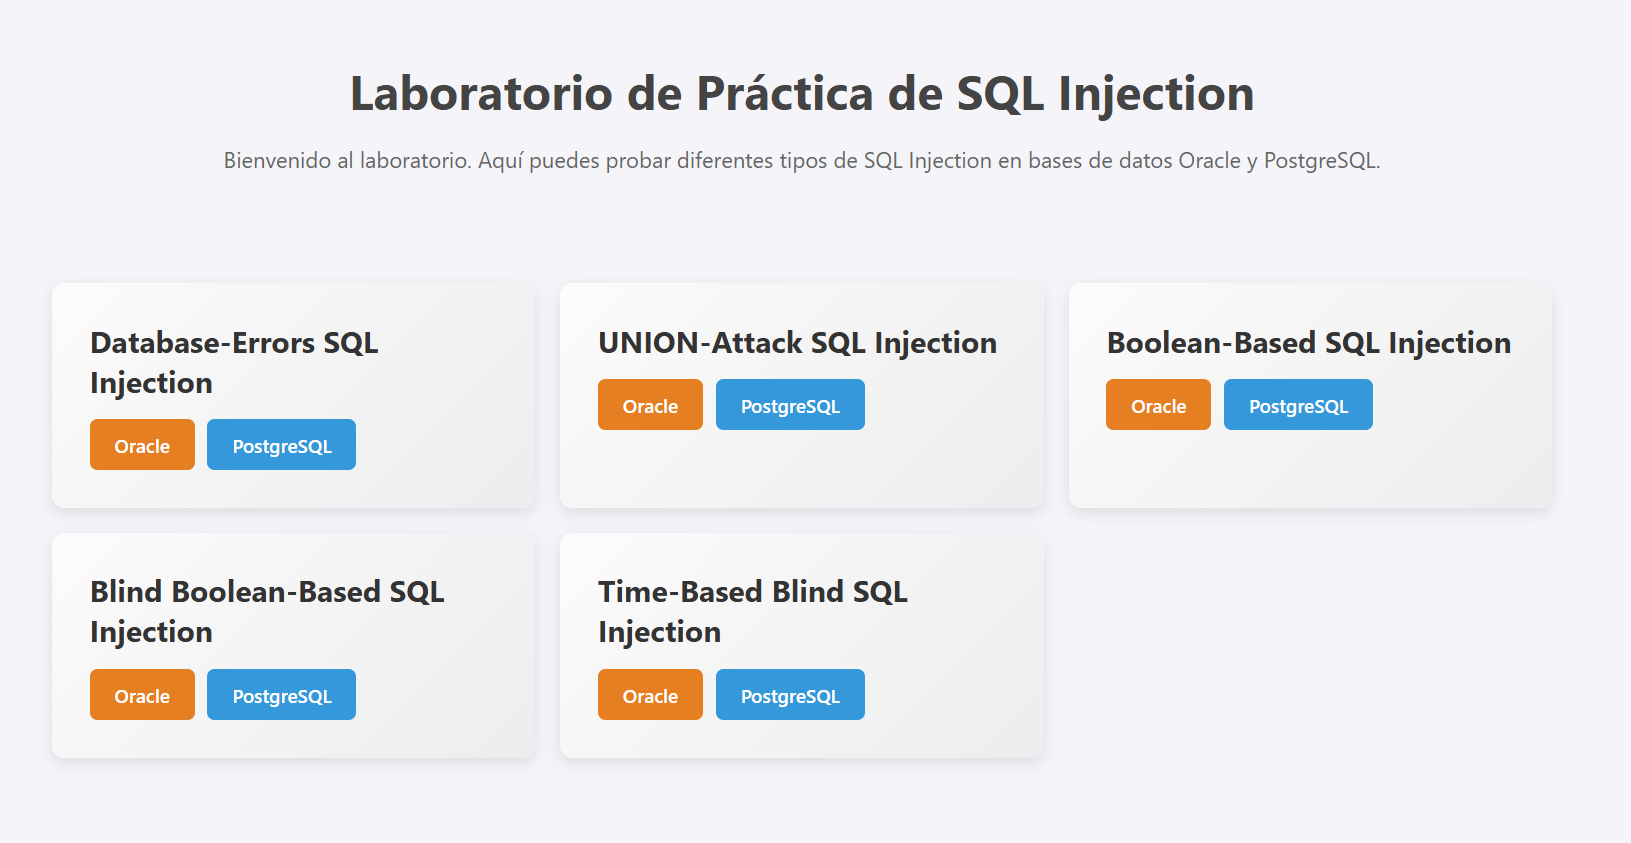 Laboratorio de Práctica de SQL Injection
Bienvenido al laboratorio. Aquí puedes probar diferentes tipos de SQL Injection en bases de datos Oracle y PostgreSQL.
Database-Errors SQL
Injection
Oracle
PostgreSQL
UNION-Attack SQL Injection
Oracle
PostgreSQL
Boolean-Based SQL Injection
Oracle
PostgreSQL
Blind Boolean-Based SQL
Injection
Oracle
PostgreSQL
Time-Based Blind SQL
Injection
Oracle
PostgreSQL